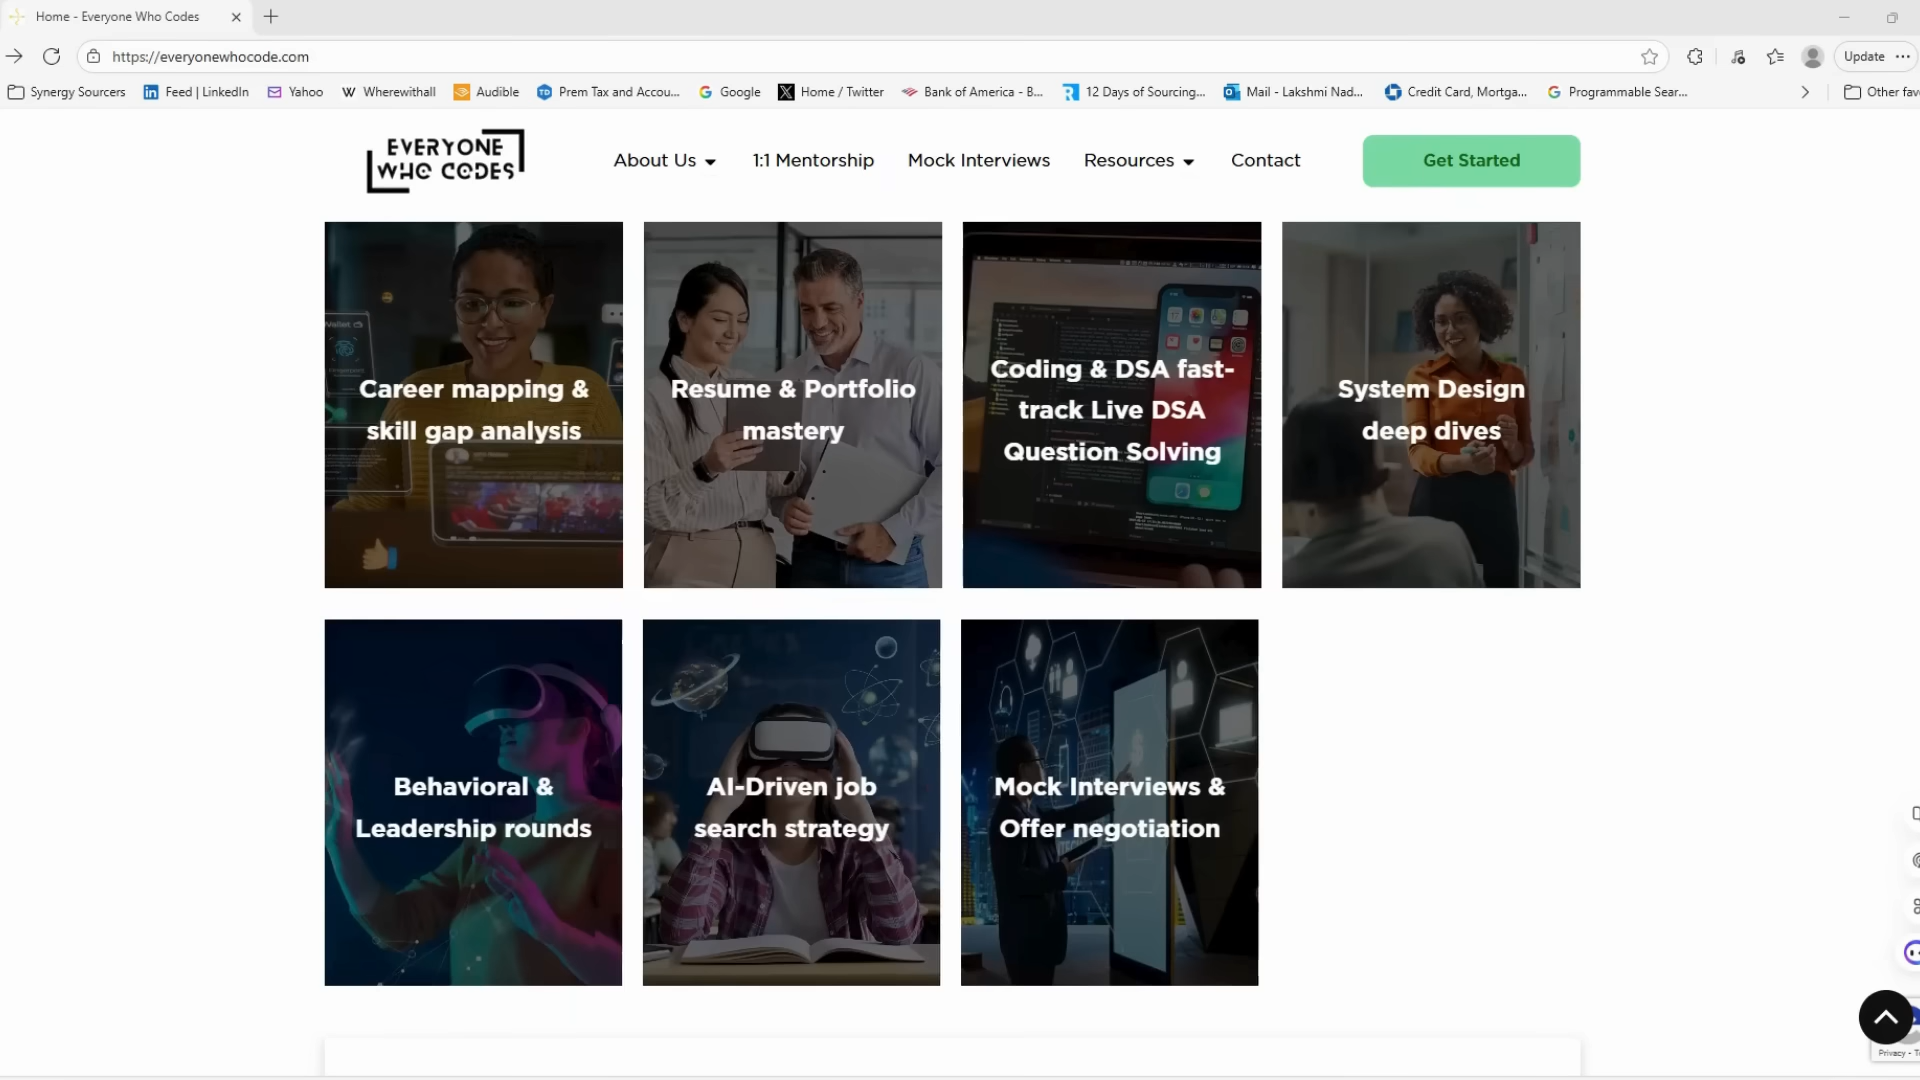 Home - Everyone Who Codes
https://everyonewhocode.com
Update
Synergy Sourcers
Feed | LinkedIn
Yahoo
Wherewithall
Audible
Prem Tax and Accou...
Google
Home / Twitter
Bank of America - B...
12 Days of Sourcing...
Mail - Lakshmi Nad...
Credit Card, Mortga...
Programmable Sear...
Other fav
EVERYONE
WHO CODES
About Us
1:1 Mentorship
Mock Interviews
Resources
Contact
Get Started
Career mapping &
skill gap analysis
Resume & Portfolio
mastery
Coding & DSA fast-
track Live DSA
Question Solving
System Design
deep dives
Behavioral &
Leadership rounds
AI-Driven job
search strategy
Mock Interviews &
Offer negotiation
Privacy - T